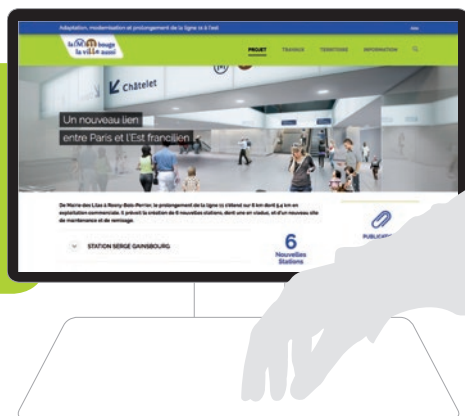 Adaptation, modernisation et prolongement de la ligne 11 à l'est
la M bouge
la ville aussi
PROJET TRAVAUX TERRITOIRE INFORMATION
M
Châtelet
Un nouveau lien
entre Paris et l'Est francilien
De Mairie des Lilas à Rosny-Bois-Perrier, le prolongement de la ligne 11 s'étend sur 6 km dont 5,4 km en
exploitation commerciale. Il prévoit la création de 6 nouvelles stations, dont une en viaduc, et d'un nouveau site
de maintenance et de remisage.
STATION SERGE GAINSBOURG
6
Nouvelles
Stations